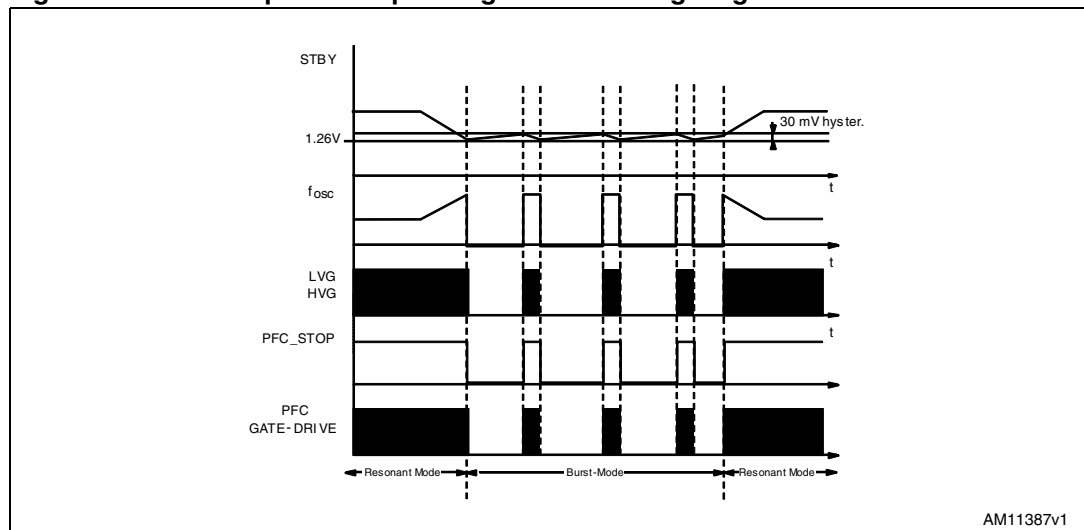 STBY
30 mV hyster.
1.26V
t
fosc
t
LVG
HVG
t
PFC_STOP
PFC
GATE-DRIVE
Resonant Mode
Burst-Mode
Resonant Mode
AM11387v1